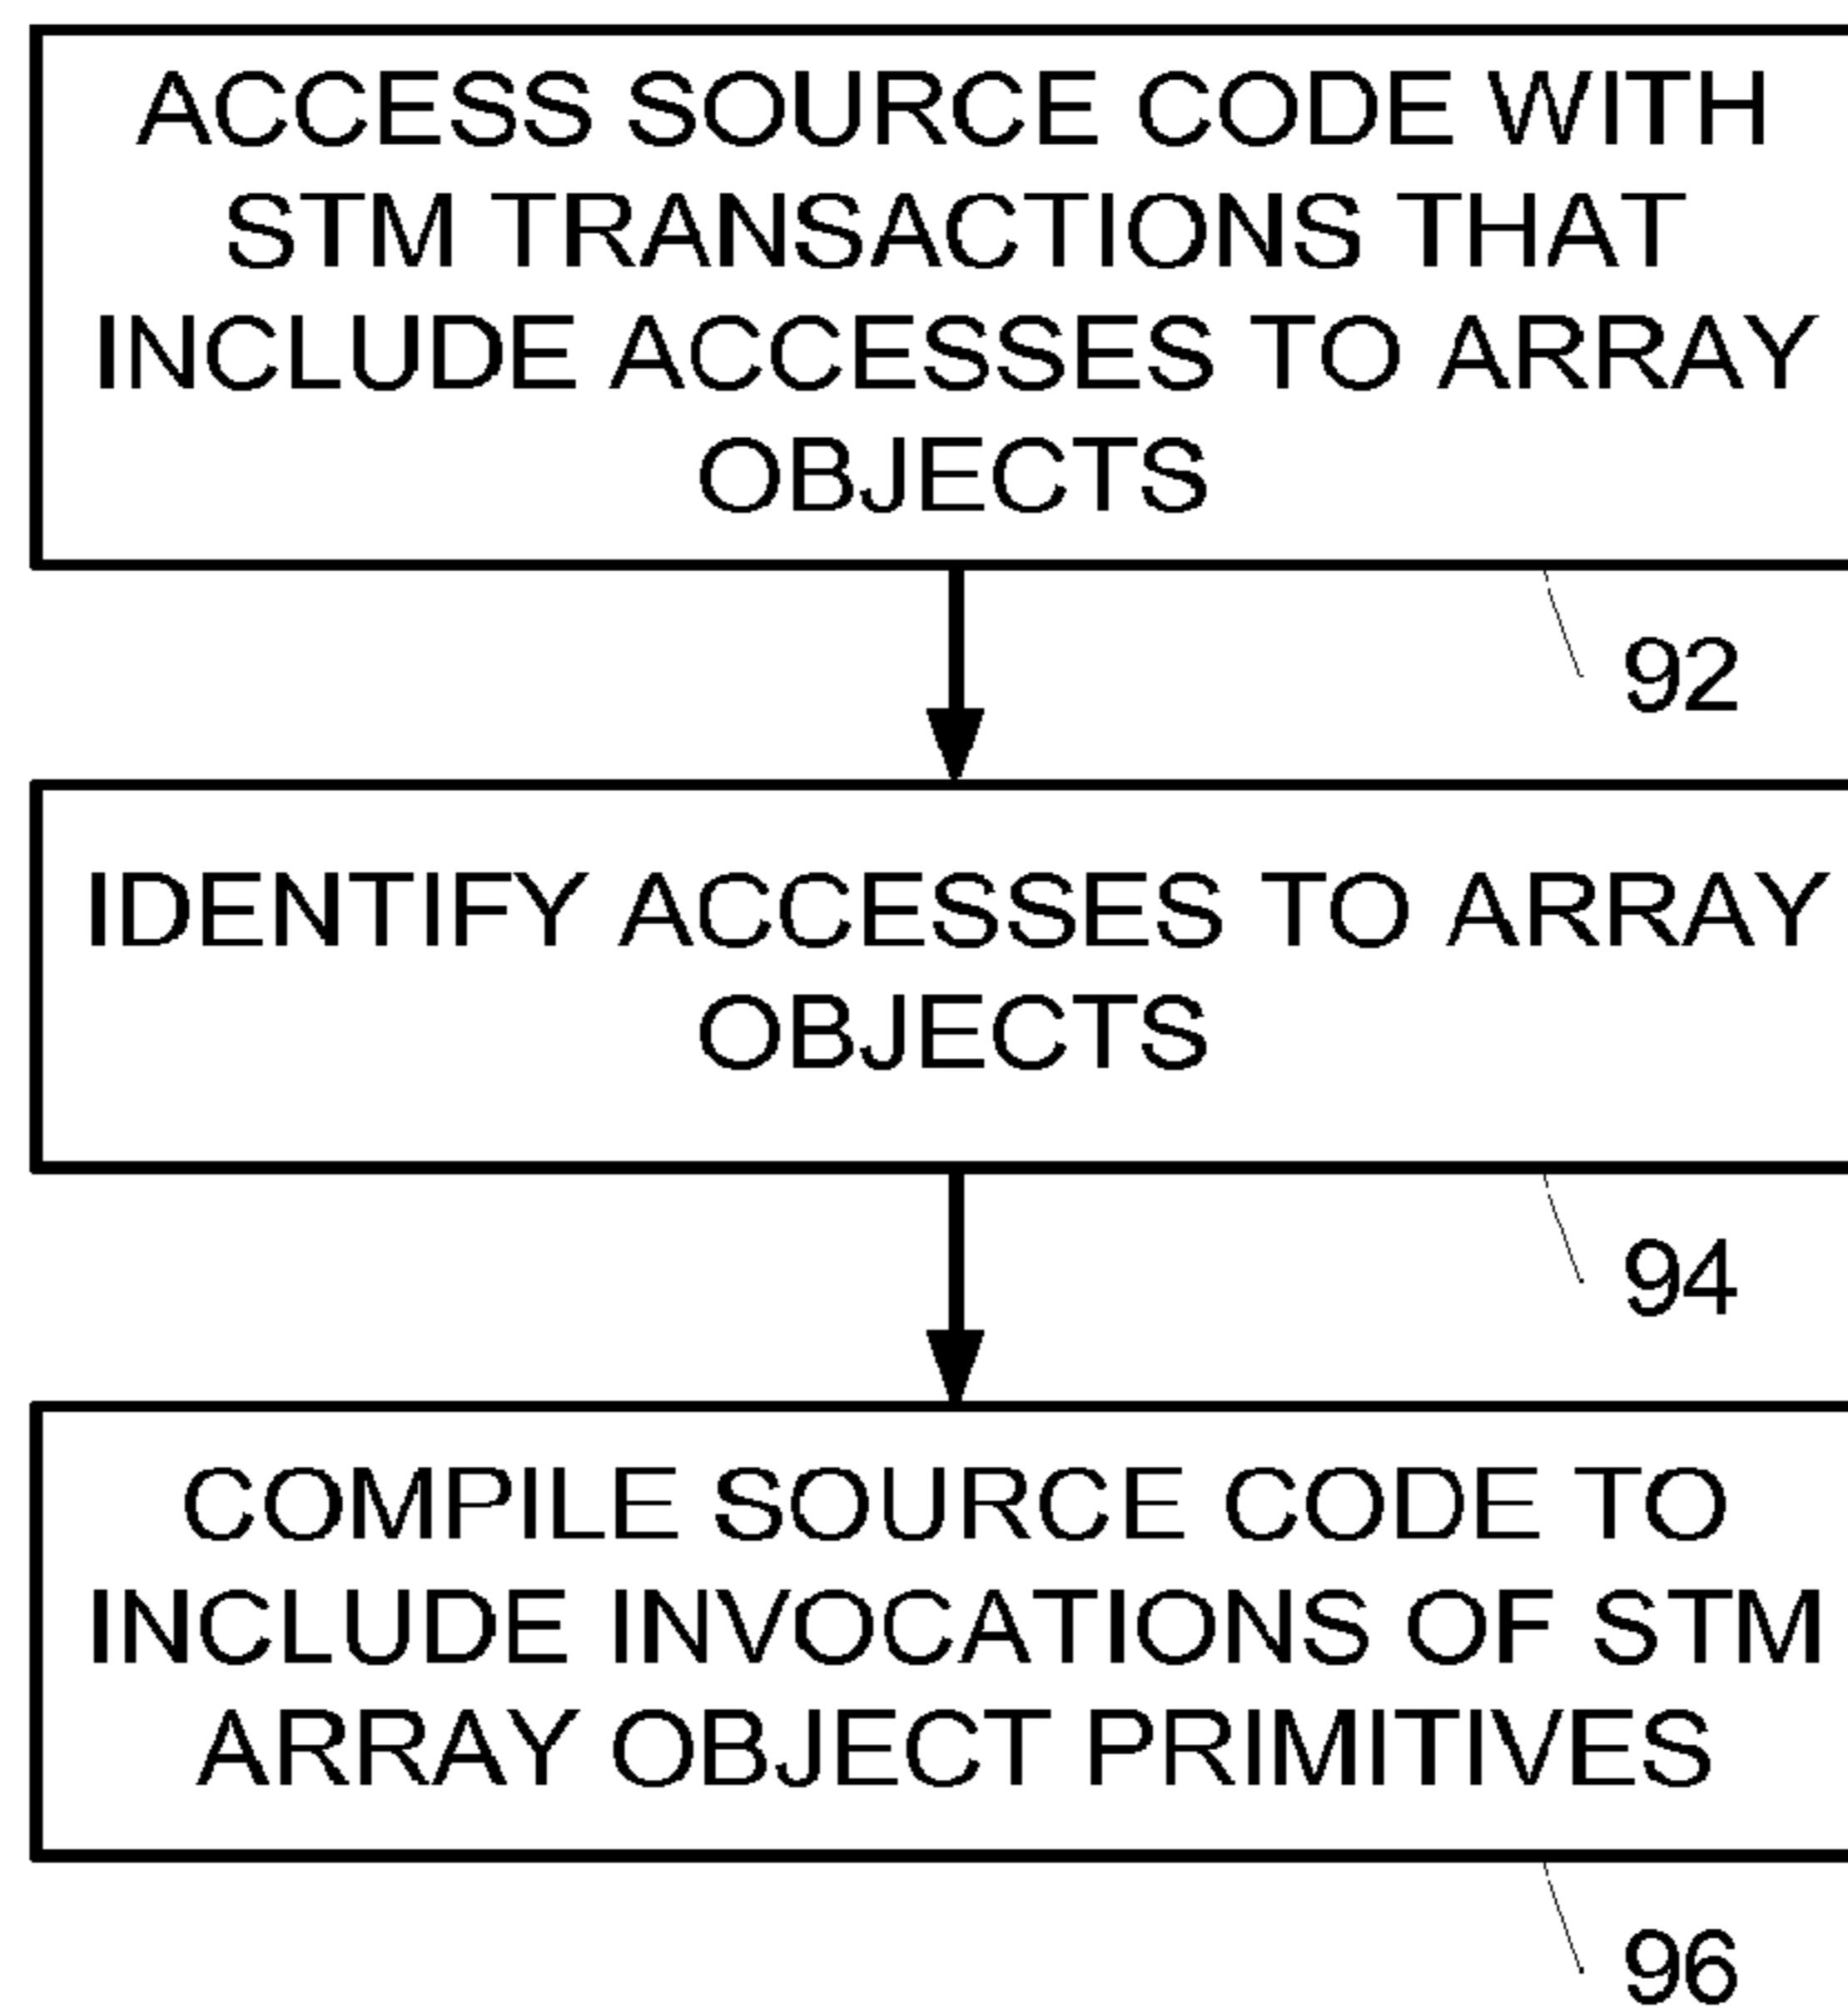 ACCESS SOURCE CODE WITH
STM TRANSACTIONS THAT
INCLUDE ACCESSES TO ARRAY
OBJECTS
92
IDENTIFY ACCESSES TO ARRAY
OBJECTS
94
COMPILE SOURCE CODE TO
INCLUDE INVOCATIONS OF STM
ARRAY OBJECT PRIMITIVES
96